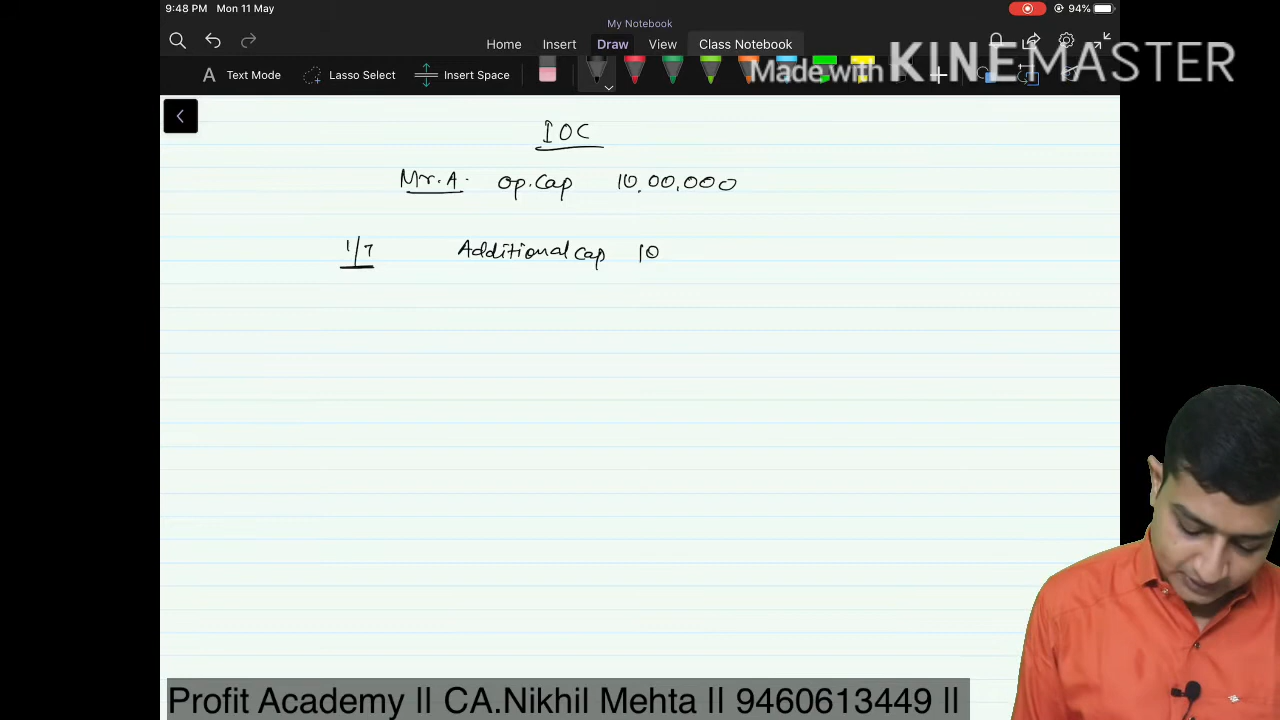 9:48 PM Mon 11 May
94%
My Notebook
Home Insert Draw View Class Notebook
Text Mode Lasso Select Insert Space
Made with KINEMASTER
IOC
Mr. A. op. cap 10,00,000
1/7 Additional cap 10
Profit Academy ll CA.Nikhil Mehta ll 9460613449 ll